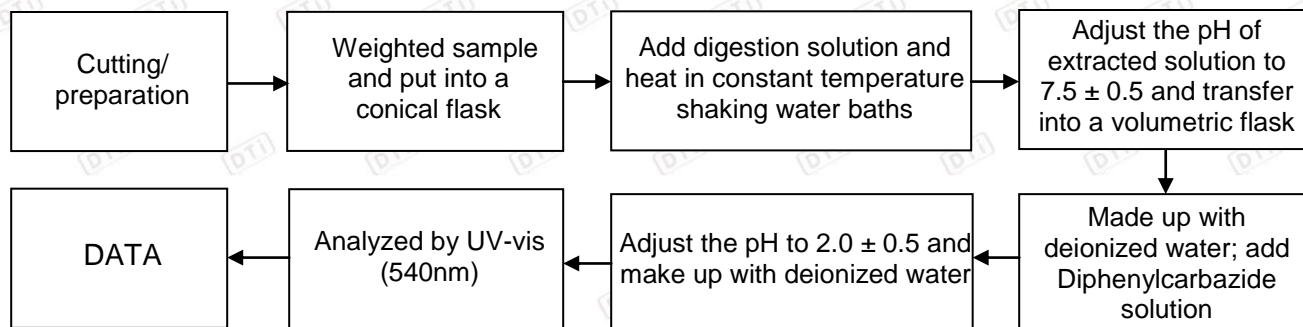 Cutting/
preparation
Weighted sample
and put into a
conical flask
Add digestion solution and
heat in constant temperature
shaking water baths
Adjust the pH of
extracted solution to
7.5 ± 0.5 and transfer
into a volumetric flask
Made up with
deionized water; add
Diphenylcarbazide
solution
Adjust the pH to 2.0 ± 0.5 and
make up with deionized water
Analyzed by UV-vis
(540nm)
DATA